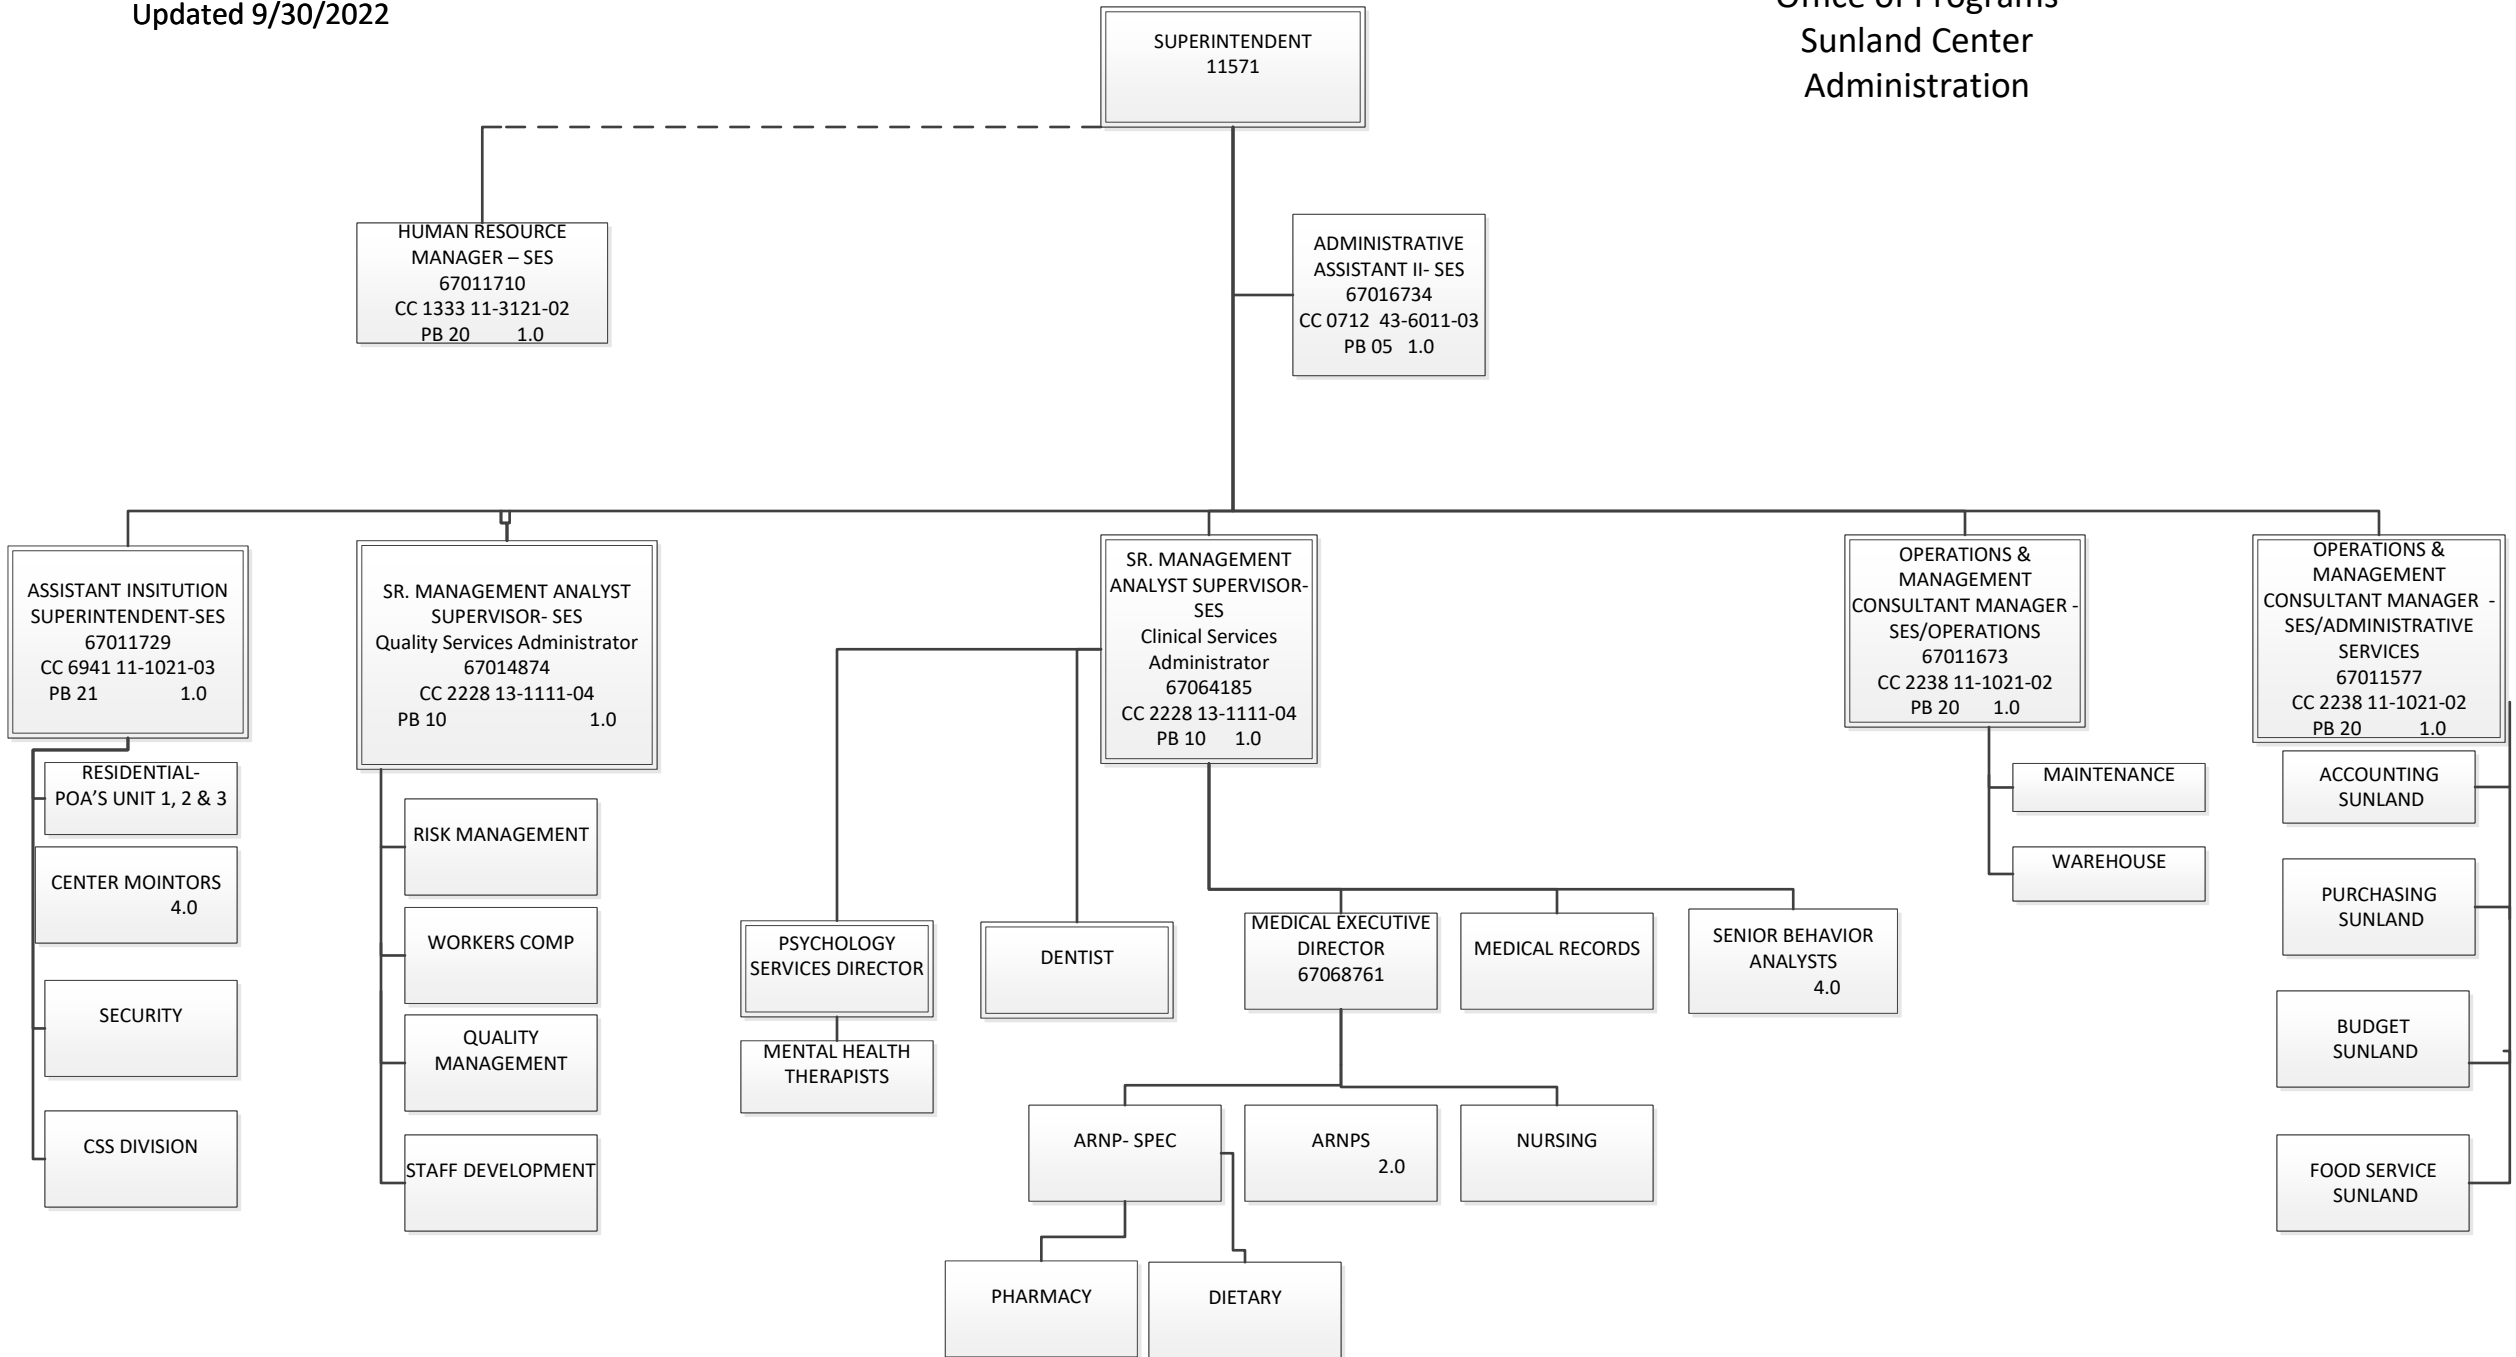 Updated 9/30/2022
Office of Programs
Sunland Center
Administration
SUPERINTENDENT
11571
HUMAN RESOURCE
MANAGER – SES
67011710
CC 1333 11-3121-02
PB 20 1.0
ADMINISTRATIVE
ASSISTANT II- SES
67016734
CC 0712 43-6011-03
PB 05 1.0
ASSISTANT INSITUTION
SUPERINTENDENT-SES
67011729
CC 6941 11-1021-03
PB 21 1.0
SR. MANAGEMENT ANALYST
SUPERVISOR- SES
Quality Services Administrator
67014874
CC 2228 13-1111-04
PB 10 1.0
SR. MANAGEMENT
ANALYST SUPERVISOR-
SES
Clinical Services
Administrator
67064185
CC 2228 13-1111-04
PB 10 1.0
OPERATIONS &
MANAGEMENT
CONSULTANT MANAGER -
SES/OPERATIONS
67011673
CC 2238 11-1021-02
PB 20 1.0
OPERATIONS &
MANAGEMENT
CONSULTANT MANAGER -
SES/ADMINISTRATIVE
SERVICES
67011577
CC 2238 11-1021-02
PB 20 1.0
RESIDENTIAL-
POA'S UNIT 1, 2 & 3
CENTER MOINTORS
4.0
SECURITY
CSS DIVISION
RISK MANAGEMENT
WORKERS COMP
QUALITY
MANAGEMENT
STAFF DEVELOPMENT
PSYCHOLOGY
SERVICES DIRECTOR
MENTAL HEALTH
THERAPISTS
DENTIST
MEDICAL EXECUTIVE
DIRECTOR
67068761
MEDICAL RECORDS
SENIOR BEHAVIOR
ANALYSTS
4.0
ARNP- SPEC
ARNPS
2.0
NURSING
PHARMACY
DIETARY
MAINTENANCE
WAREHOUSE
ACCOUNTING
SUNLAND
PURCHASING
SUNLAND
BUDGET
SUNLAND
FOOD SERVICE
SUNLAND